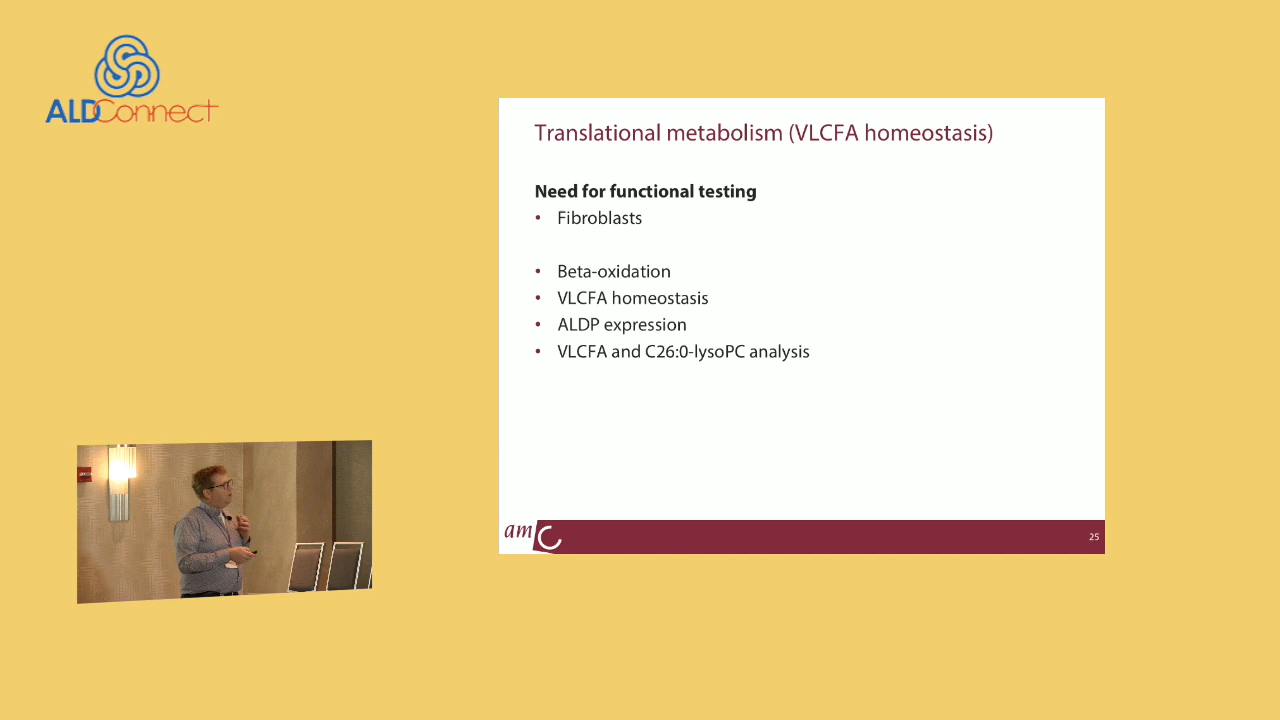 ALDConnect
Translational metabolism (VLCFA homeostasis)
Need for functional testing
• Fibroblasts
• Beta-oxidation
• VLCFA homeostasis
• ALDP expression
• VLCFA and C26:0-lysoPC analysis
amC
25